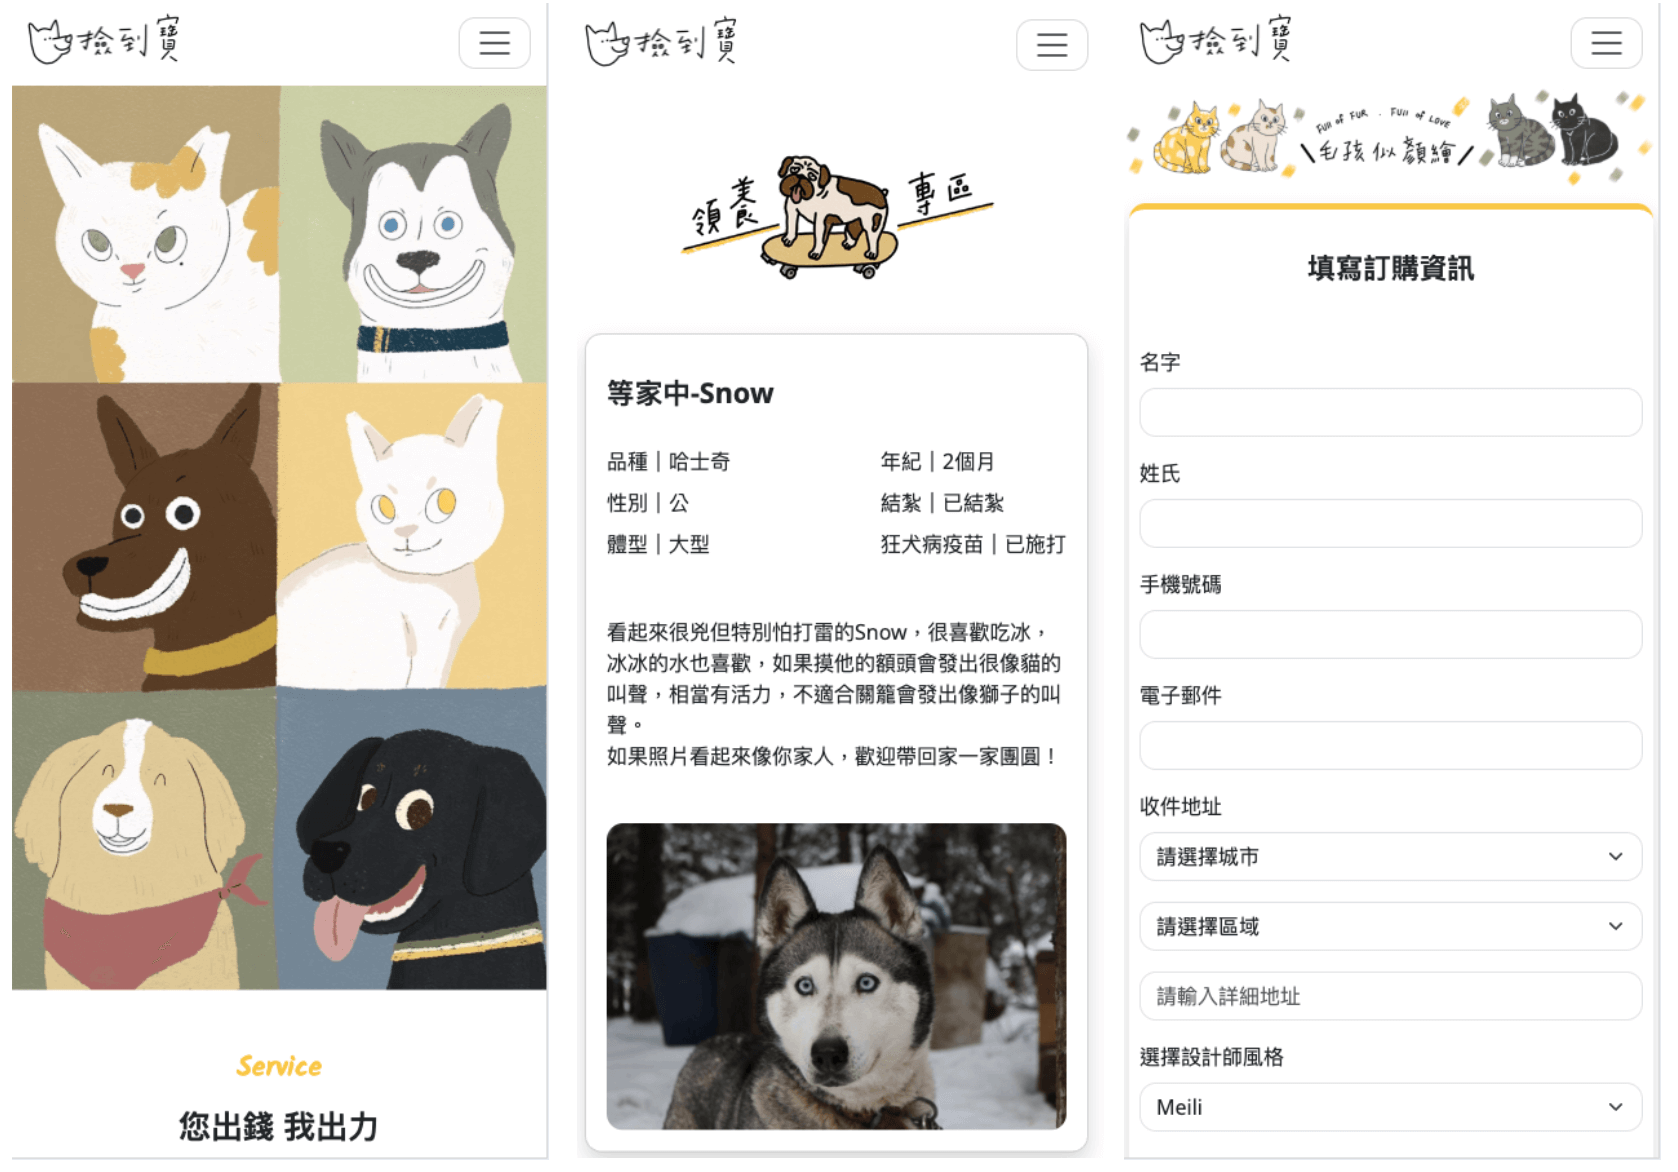 撿到寶
Service
您出錢 我出力
撿到寶
領養 專區
等家中-Snow
品種｜哈士奇
年紀｜2個月
性別｜公
結紮｜已結紮
體型｜大型
狂犬病疫苗｜已施打
看起來很兇但特別怕打雷的Snow，很喜歡吃冰，
冰冰的水也喜歡，如果摸他的額頭會發出很像貓的
叫聲，相當有活力，不適合關籠會發出像獅子的叫
聲。
如果照片看起來像你家人，歡迎帶回家一家團圓！
撿到寶
Full of FUR . Full of LOVE
毛孩似顏繪
填寫訂購資訊
名字
姓氏
手機號碼
電子郵件
收件地址
請選擇城市
請選擇區域
請輸入詳細地址
選擇設計師風格
Meili